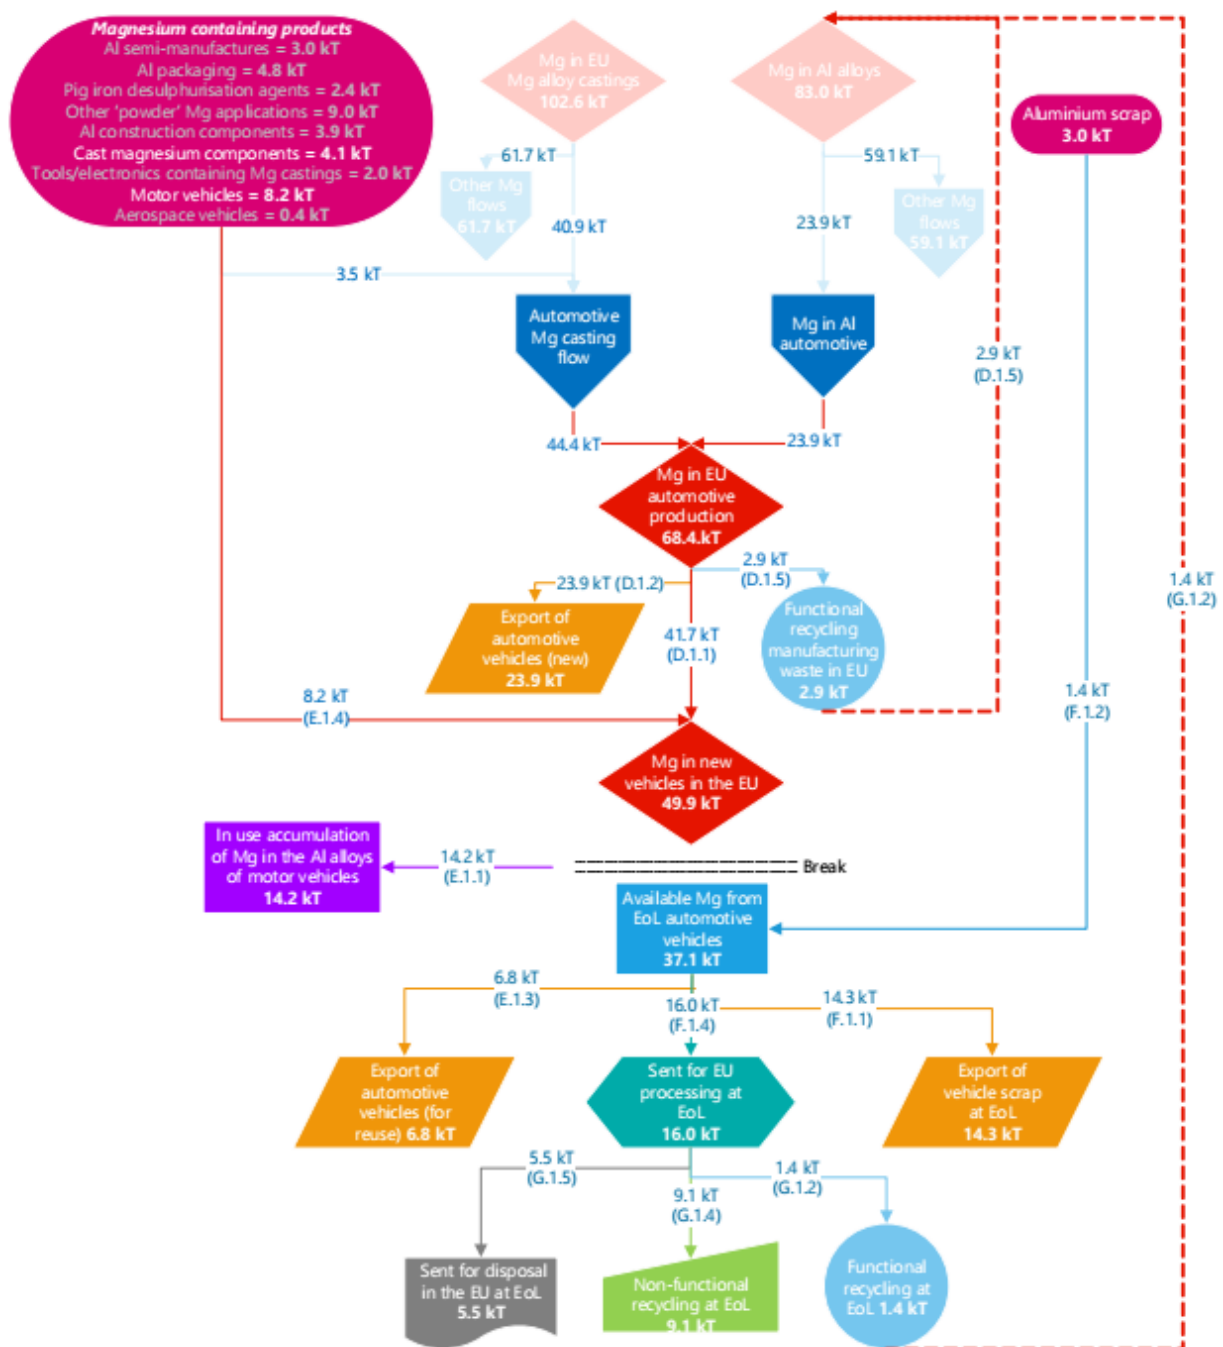 Magnesium containing products
Al semi-manufactures = 3.0 kT
Al packaging = 4.8 kT
Pig iron desulphurisation agents = 2.4 kT
Other 'powder' Mg applications = 9.0 kT
Al construction components = 3.9 kT
Cast magnesium components = 4.1 kT
Tools/electronics containing Mg castings = 2.0 kT
Motor vehicles = 8.2 kT
Aerospace vehicles = 0.4 kT
Mg in EU
Mg alloy castings
102.6 kT
Mg in Al alloys
83.0 kT
Aluminium scrap
3.0 kT
61.7 kT
59.1 kT
Other Mg
flows
61.7 kT
Other Mg
flows
59.1 kT
40.9 kT
23.9 kT
3.5 kT
Automotive
Mg casting
flow
Mg in Al
automotive
2.9 kT
(D.1.5)
44.4 kT
23.9 kT
Mg in EU
automotive
production
68.4.kT
2.9 kT
(D.1.5)
23.9 kT (D.1.2)
1.4 kT
(G.1.2)
Export of
automotive
vehicles (new)
23.9 kT
41.7 kT
(D.1.1)
Functional
recycling
manufacturing
waste in EU
2.9 kT
8.2 kT
(E.1.4)
1.4 kT
(F.1.2)
Mg in new
vehicles in the EU
49.9 kT
In use accumulation
of Mg in the Al alloys
of motor vehicles
14.2 kT
14.2 kT
(E.1.1)
Break
Available Mg from
EoL automotive
vehicles
37.1 kT
6.8 kT
(E.1.3)
16.0 kT
(F.1.4)
14.3 kT
(F.1.1)
Export of
automotive
vehicles (for
reuse) 6.8 kT
Sent for EU
processing at
EoL
16.0 kT
Export of
vehicle scrap
at EoL
14.3 kT
5.5 kT
(G.1.5)
9.1 kT
(G.1.4)
1.4 kT
(G.1.2)
Sent for disposal
in the EU at EoL
5.5 kT
Non-functional
recycling at EoL
9.1 kT
Functional
recycling at
EoL 1.4 kT